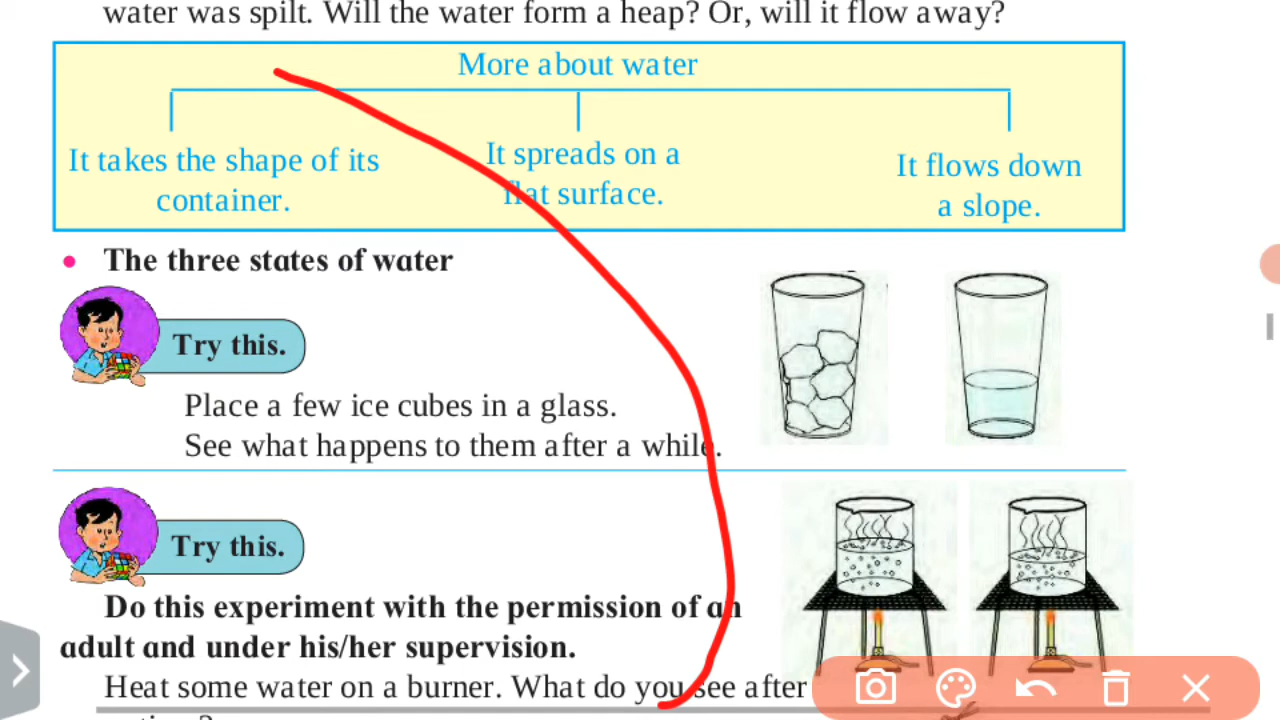 water was spilt. Will the water form a heap? Or, will it flow away?
More about water
It takes the shape of its
container.
It spreads on a
flat surface.
It flows down
a slope.
• The three states of water
Try this.
Place a few ice cubes in a glass.
See what happens to them after a while.
Try this.
Do this experiment with the permission of an
adult and under his/her supervision.
Heat some water on a burner. What do you see after